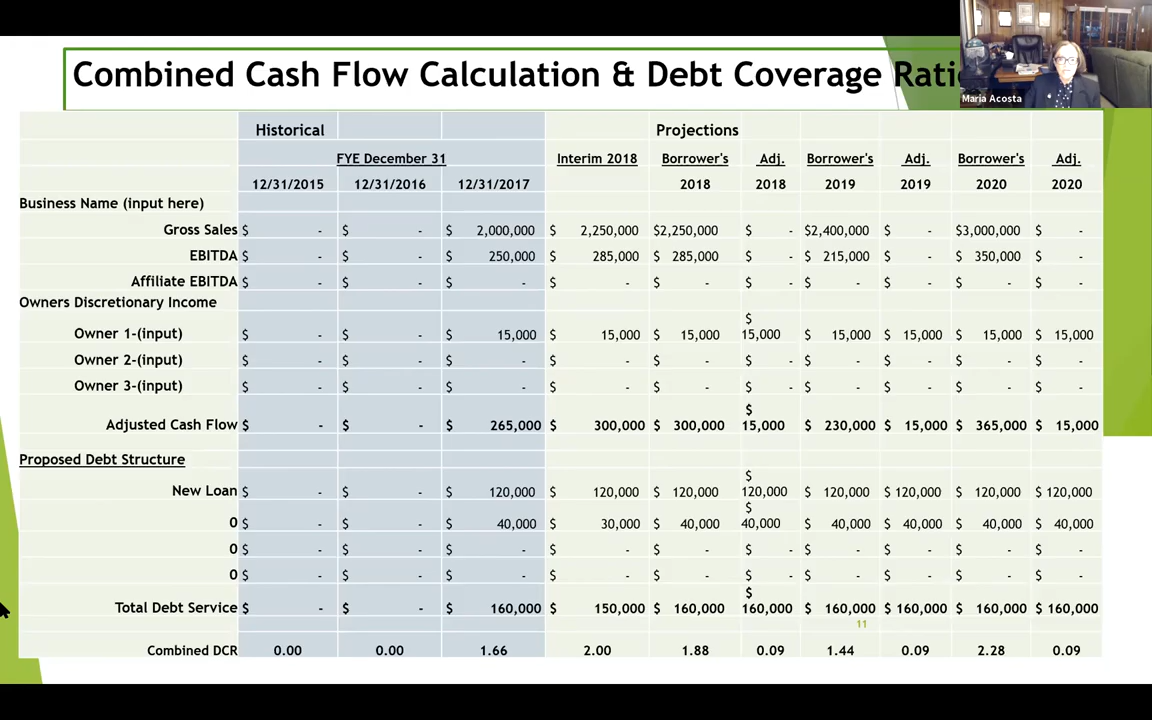 Combined Cash Flow Calculation & Debt Coverage Rati
Maria Acosta
Historical Projections
FYE December 31 Interim 2018 Borrower's Adj. Borrower's Adj. Borrower's Adj.
12/31/2015 12/31/2016 12/31/2017 2018 2018 2019 2019 2020 2020
Business Name (input here)
Gross Sales $ - $ - $ 2,000,000 $ 2,250,000 $2,250,000 $ - $2,400,000 $ - $3,000,000 $ -
EBITDA $ - $ - $ 250,000 $ 285,000 $ 285,000 $ - $ 215,000 $ - $ 350,000 $ -
Affiliate EBITDA $ - $ - $ - $ - $ - $ - $ - $ - $ - $ -
Owners Discretionary Income
Owner 1-(input) $ - $ - $ 15,000 $ 15,000 $ 15,000 $ 15,000 $ 15,000 $ 15,000 $ 15,000 $ 15,000
Owner 2-(input) $ - $ - $ - $ - $ - $ - $ - $ - $ - $ -
Owner 3-(input) $ - $ - $ - $ - $ - $ - $ - $ - $ - $ -
Adjusted Cash Flow $ - $ - $ 265,000 $ 300,000 $ 300,000 $ 15,000 $ 230,000 $ 15,000 $ 365,000 $ 15,000
Proposed Debt Structure
New Loan $ - $ - $ 120,000 $ 120,000 $ 120,000 $ 120,000 $ 120,000 $ 120,000 $ 120,000 $ 120,000
0 $ - $ - $ 40,000 $ 30,000 $ 40,000 $ 40,000 $ 40,000 $ 40,000 $ 40,000 $ 40,000
0 $ - $ - $ - $ - $ - $ - $ - $ - $ - $ -
0 $ - $ - $ - $ - $ - $ - $ - $ - $ - $ -
Total Debt Service $ - $ - $ 160,000 $ 150,000 $ 160,000 $ 160,000 $ 160,000 $ 160,000 $ 160,000 $ 160,000
11
Combined DCR 0.00 0.00 1.66 2.00 1.88 0.09 1.44 0.09 2.28 0.09